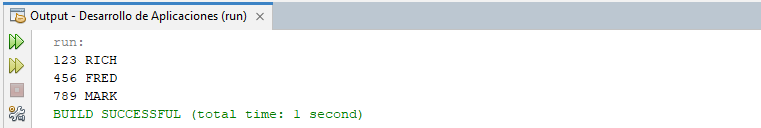 Output - Desarrollo de Aplicaciones (run)
run:
123 RICH
456 FRED
789 MARK
BUILD SUCCESSFUL (total time: 1 second)